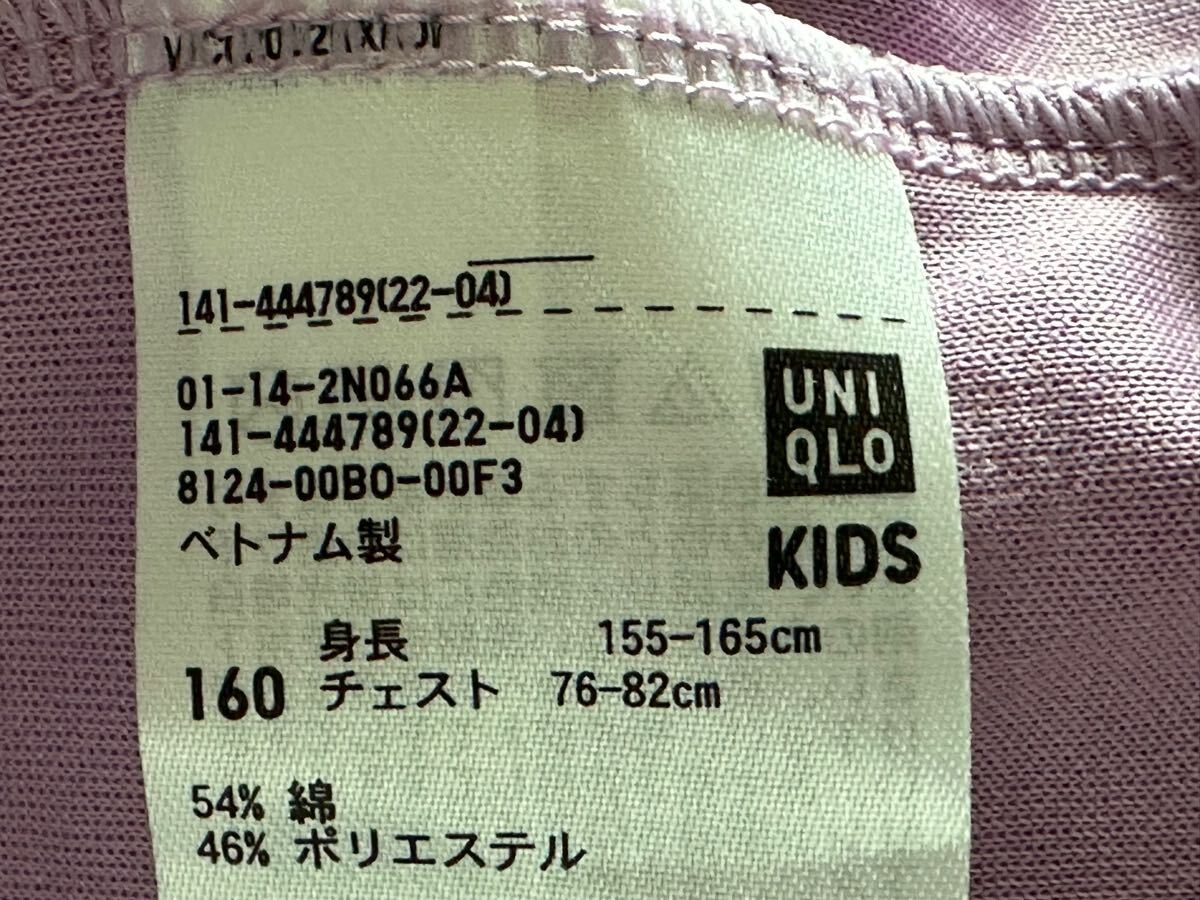 141-444789(22-04)
01-14-2N066A
141-444789(22-04)
8124-00B0-00F3
ベトナム製
UNI
QLO
KIDS
身長 155-165cm
160 チェスト 76-82cm
54% 綿
46% ポリエステル